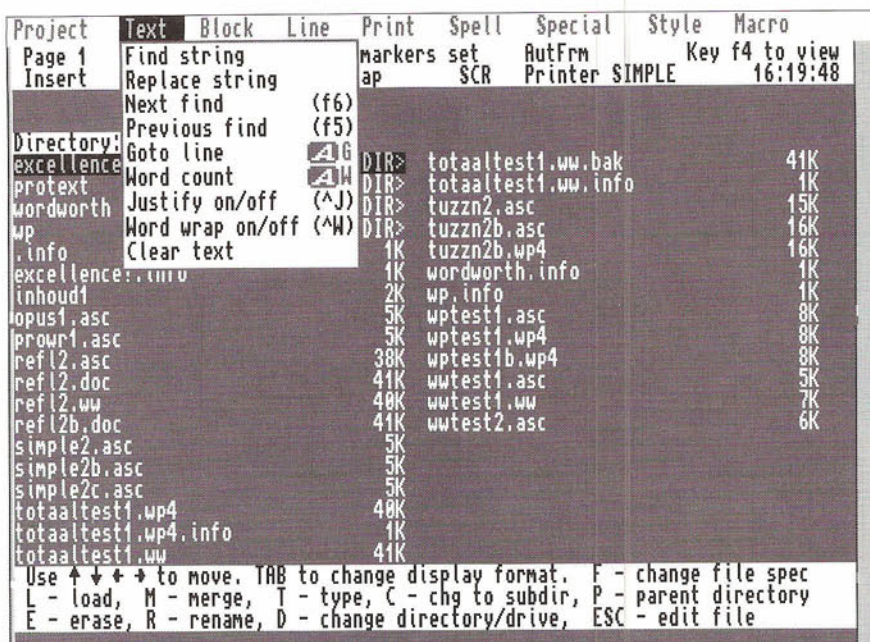 Project Text Block Line Print Spell Special Style Macro
Page 1 Find string markers set AutFrm Key f4 to view
Insert Replace string ap SCR Printer SIMPLE 16:19:48
Next find (f6)
Previous find (f5)
Directory: Goto line A G
excellence Word count A W DIR> totaaltest1.ww.bak 41K
protext Justify on/off (^J) DIR> totaaltest1.ww.info 1K
wordworth Word wrap on/off (^W) DIR> tuzzn2.asc 15K
wp Clear text DIR> tuzzn2b.asc 16K
.info 1K tuzzn2b.wp4 16K
excellence!.info 1K wordworth.info 1K
inhoud1 2K wp.info 1K
opus1.asc 5K wptest1.asc 8K
prowr1.asc 5K wptest1.wp4 8K
refl2.asc 38K wptest1b.wp4 8K
refl2.doc 41K wwtest1.asc 5K
refl2.ww 40K wwtest1.ww 7K
refl2b.doc 41K wwtest2.asc 6K
simple2.asc 5K
simple2b.asc 5K
simple2c.asc 5K
totaaltest1.wp4 40K
totaaltest1.wp4.info 1K
totaaltest1.ww 41K
Use ↑ ↓ ← → to move. TAB to change display format. F - change file spec
L - load, M - merge, T - type, C - chg to subdir, P - parent directory
E - erase, R - rename, D - change directory/drive, ESC - edit file